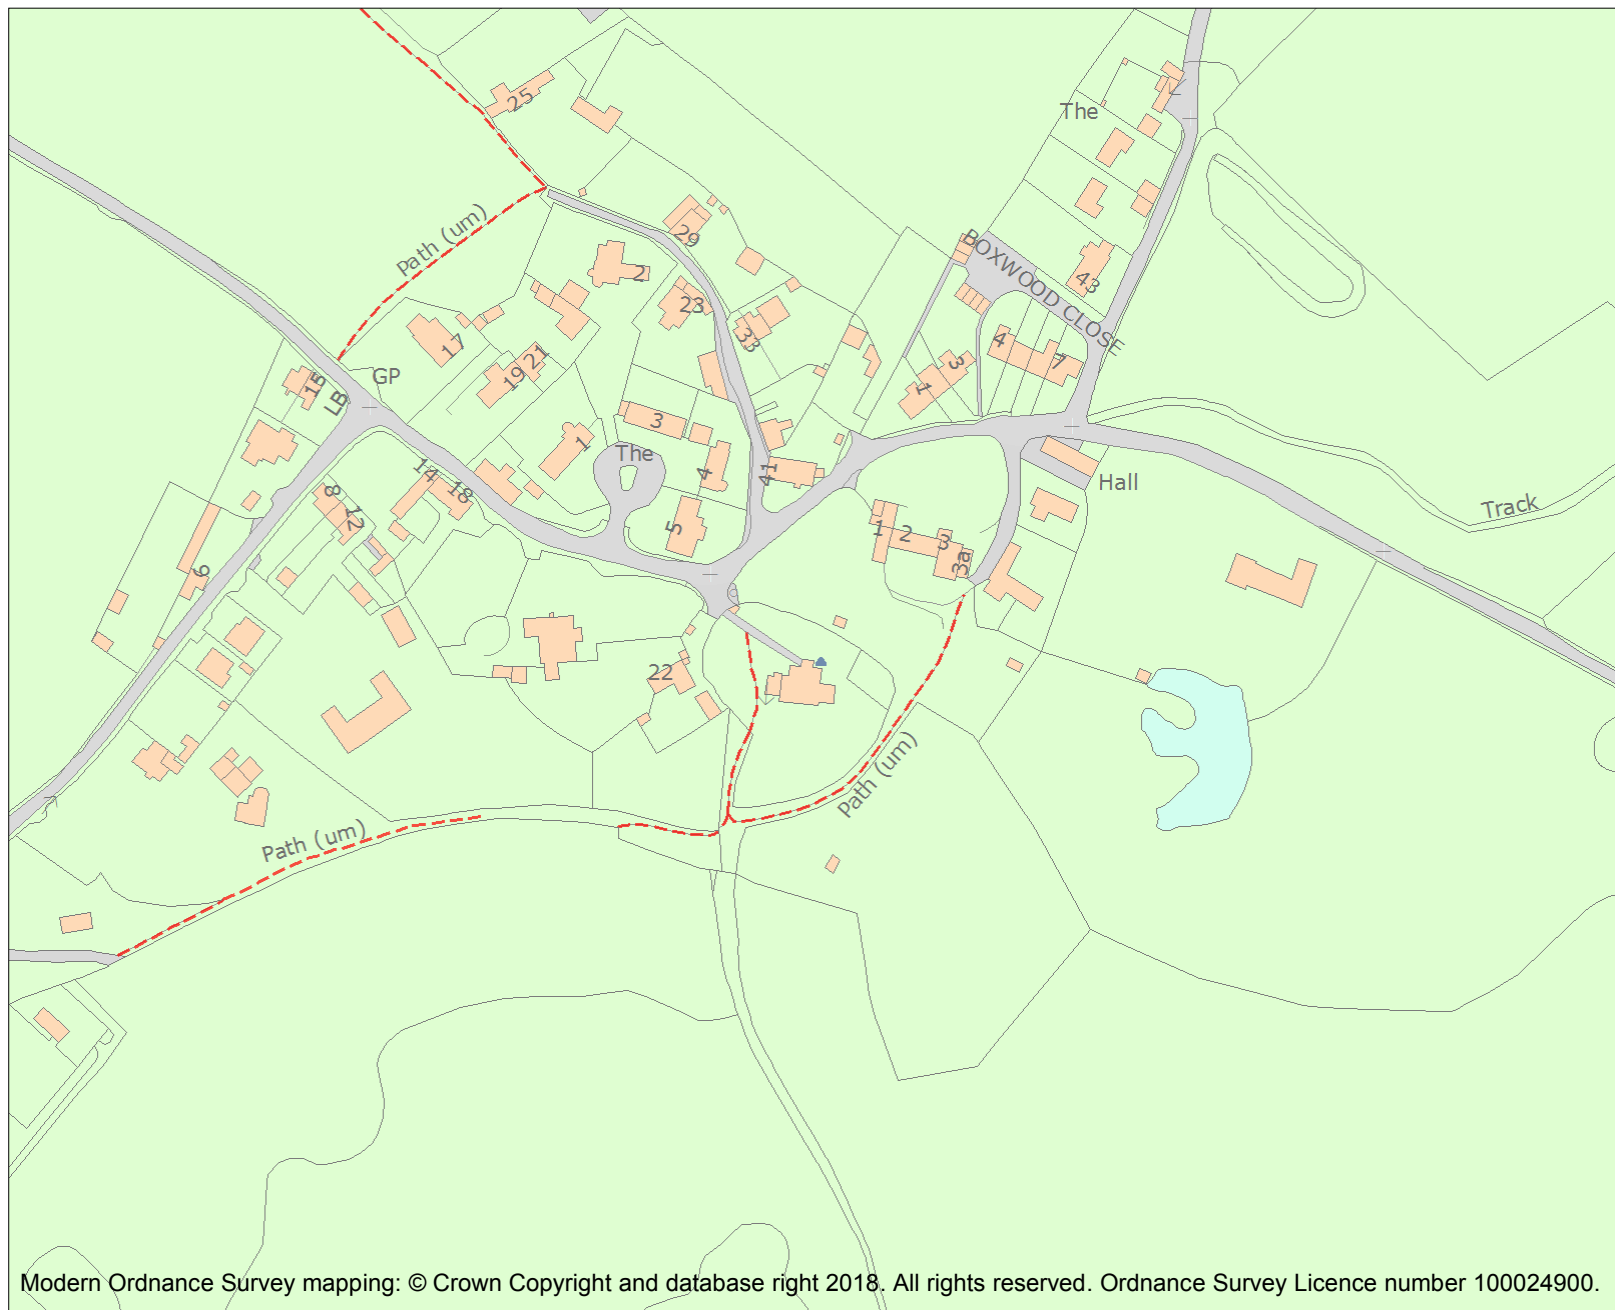 25
The
Path (um)
29
2
BOXWOOD CLOSE
43
23
33
17
4
7
21
19
3
1
GP
15
LB
3
1
The
4
41
14
18
8
12
Hall
Track
5
1
2
3
3a
9
22
Path (um)
Path (um)
Modern Ordnance Survey mapping: © Crown Copyright and database right 2018. All rights reserved. Ordnance Survey Licence number 100024900.